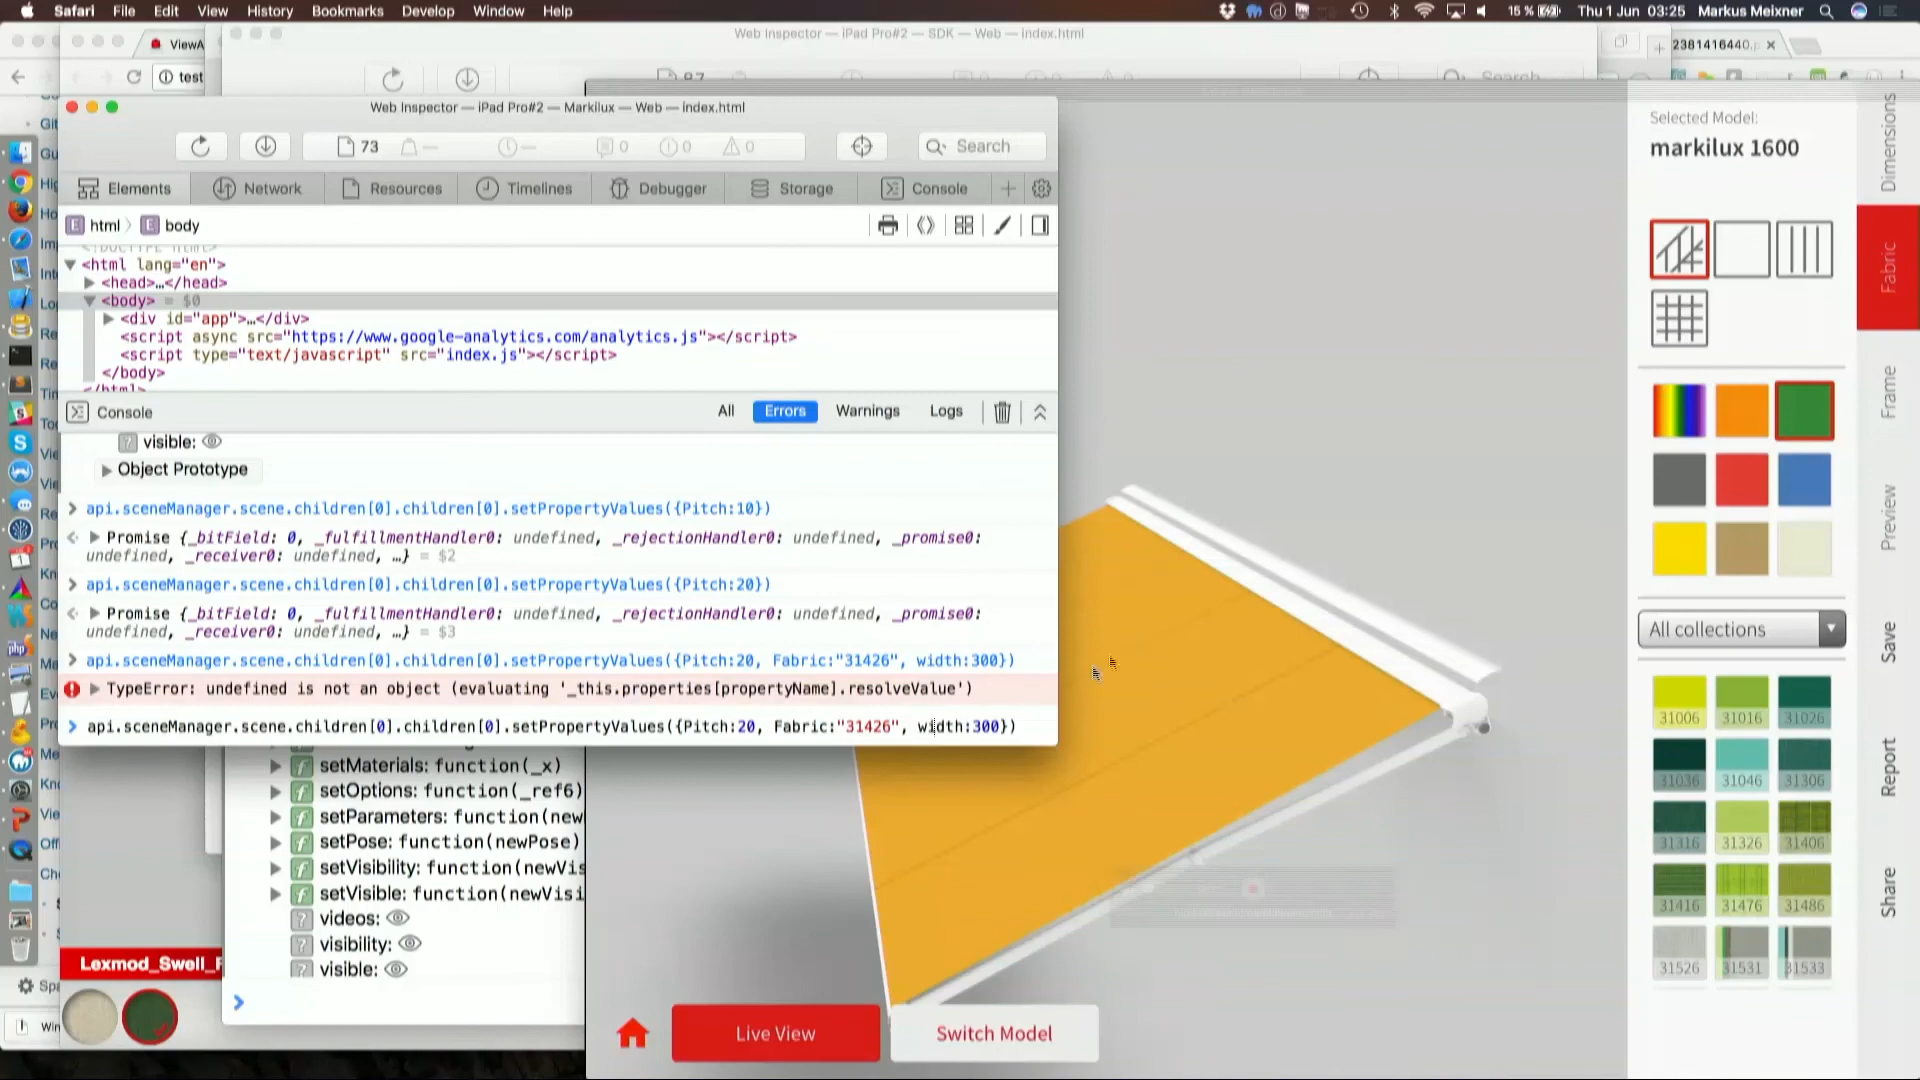 Safari File Edit View History Bookmarks Develop Window Help
15 % Thu 1 Jun 03:25 Markus Meixner
ViewA
Web Inspector — iPad Pro#2 — SDK — Web — index.html
2381416440.p
test
Search
Web Inspector — iPad Pro#2 — Markilux — Web — index.html
73
0
0
0
Search
Elements
Network
Resources
Timelines
Debugger
Storage
Console
html
body
<html lang="en">
<head>…</head>
<body> = $0
<div id="app">…</div>
<script async src="https://www.google-analytics.com/analytics.js"></script>
<script type="text/javascript" src="index.js"></script>
</body>
</html>
Console
All
Errors
Warnings
Logs
visible:
Object Prototype
api.sceneManager.scene.children[0].children[0].setPropertyValues({Pitch:10})
Promise {_bitField: 0, _fulfillmentHandler0: undefined, _rejectionHandler0: undefined, _promise0:
undefined, _receiver0: undefined, …} = $2
api.sceneManager.scene.children[0].children[0].setPropertyValues({Pitch:20})
Promise {_bitField: 0, _fulfillmentHandler0: undefined, _rejectionHandler0: undefined, _promise0:
undefined, _receiver0: undefined, …} = $3
api.sceneManager.scene.children[0].children[0].setPropertyValues({Pitch:20, Fabric:"31426", width:300})
TypeError: undefined is not an object (evaluating '_this.properties[propertyName].resolveValue')
api.sceneManager.scene.children[0].children[0].setPropertyValues({Pitch:20, Fabric:"31426", width:300})
setMaterials: function(_x)
setOptions: function(_ref6)
setParameters: function(new
setPose: function(newPose)
setVisibility: function(newVis
setVisible: function(newVisi
videos:
visibility:
visible:
Lexmod_Swell_F
Live View
Switch Model
Selected Model:
markilux 1600
All collections
31006
31016
31026
31036
31046
31306
31316
31326
31406
31416
31476
31486
31526
31531
31533
Dimensions
Fabric
Frame
Preview
Save
Report
Share